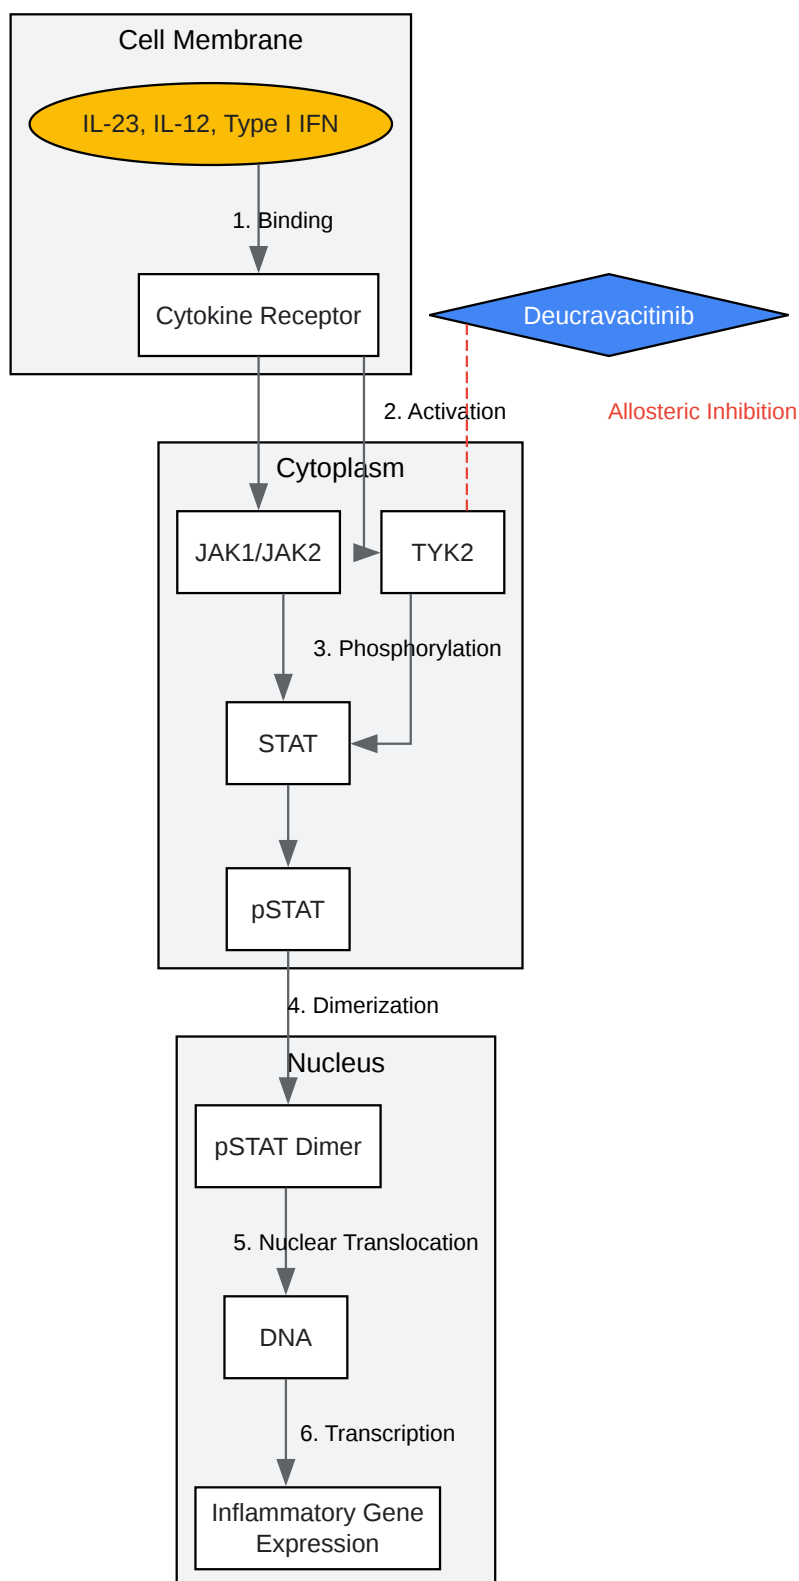 Cell Membrane
IL-23, IL-12, Type I IFN
1. Binding
Cytokine Receptor
Deucravacitinib
2. Activation
Allosteric Inhibition
Cytoplasm
JAK1/JAK2
TYK2
3. Phosphorylation
STAT
pSTAT
4. Dimerization
Nucleus
pSTAT Dimer
5. Nuclear Translocation
DNA
6. Transcription
Inflammatory Gene
Expression